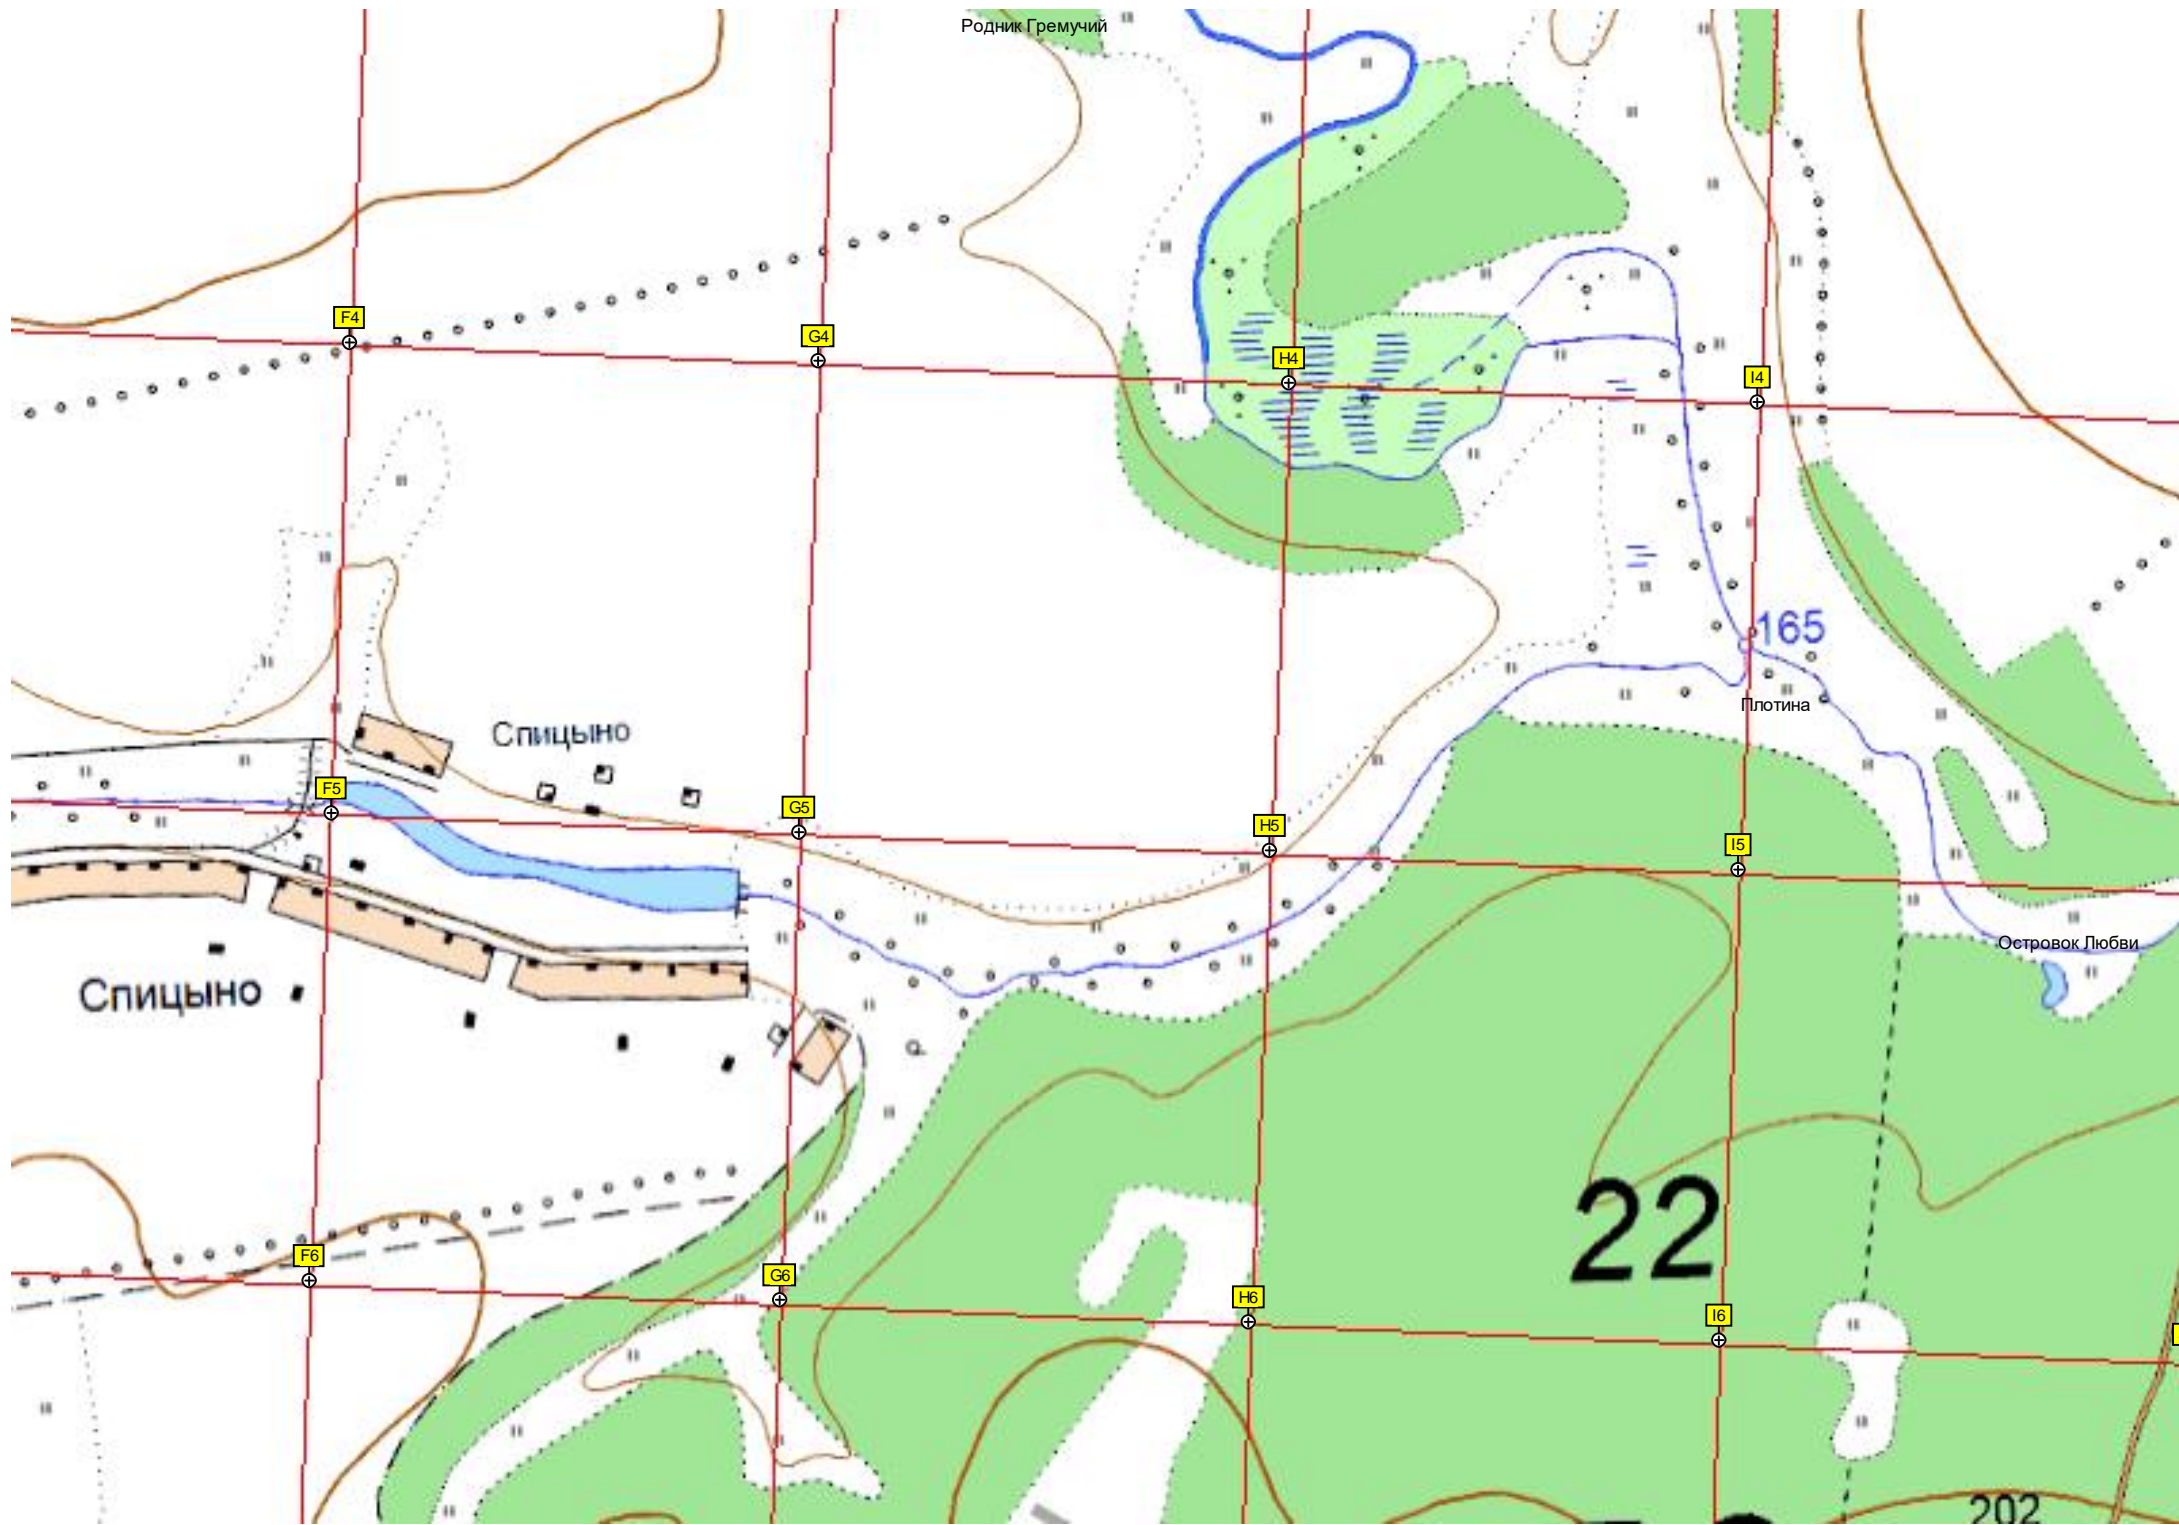 Родник Гремучий
F4
G4
H4
I4
165
Плотина
Спицыно
F5
G5
H5
I5
Островок Любви
Спицыно
22
F6
G6
H6
I6
202